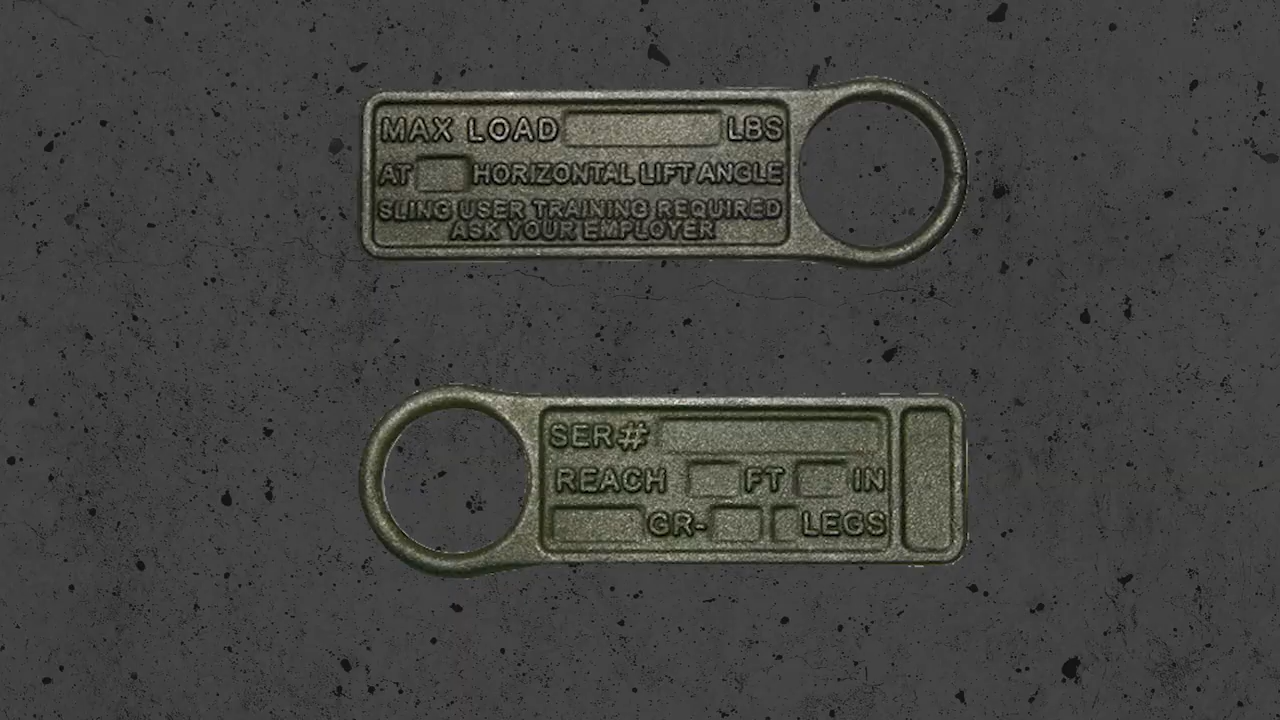 MAX LOAD LBS
AT HORIZONTAL LIFT ANGLE
SLING USER TRAINING REQUIRED
ASK YOUR EMPLOYER
SER#
REACH FT IN
GR- LEGS